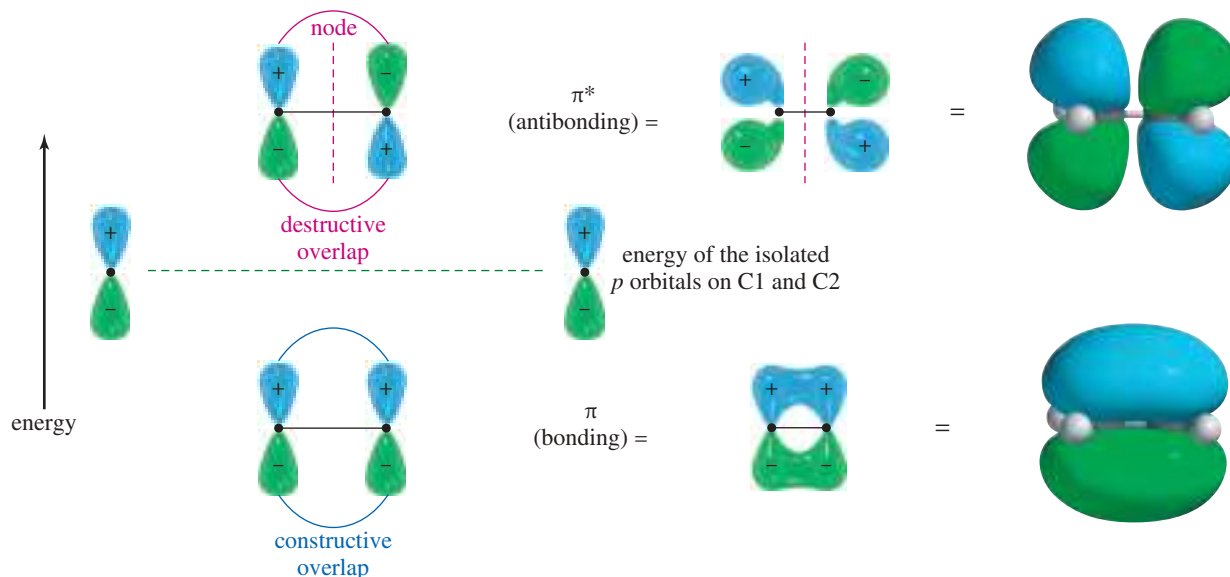 node
+
–
–
+
π*
(antibonding) =
+
–
–
+
=
destructive
overlap
+
–
+
–
energy of the isolated
p orbitals on C1 and C2
energy
+
+
–
–
π
(bonding) =
+
+
–
–
=
constructive
overlap